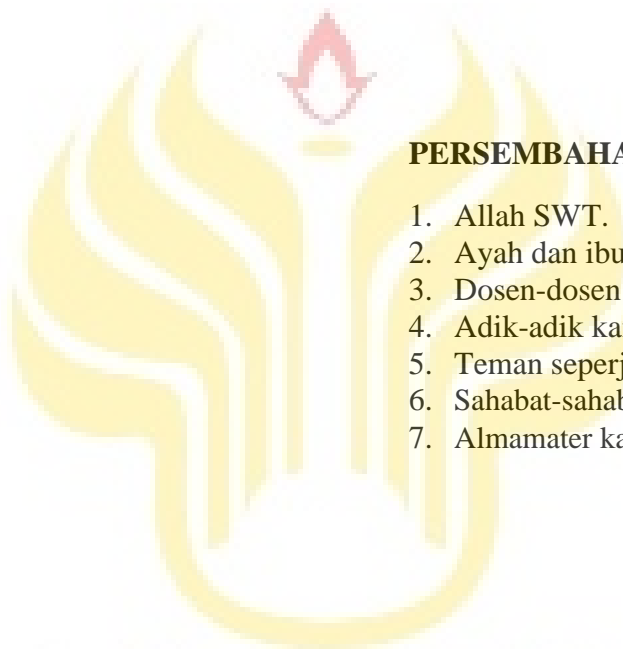 PERSEMBAHA
1. Allah SWT.
2. Ayah dan ibu
3. Dosen-dosen
4. Adik-adik ka
5. Teman seperj
6. Sahabat-sahab
7. Almamater ka